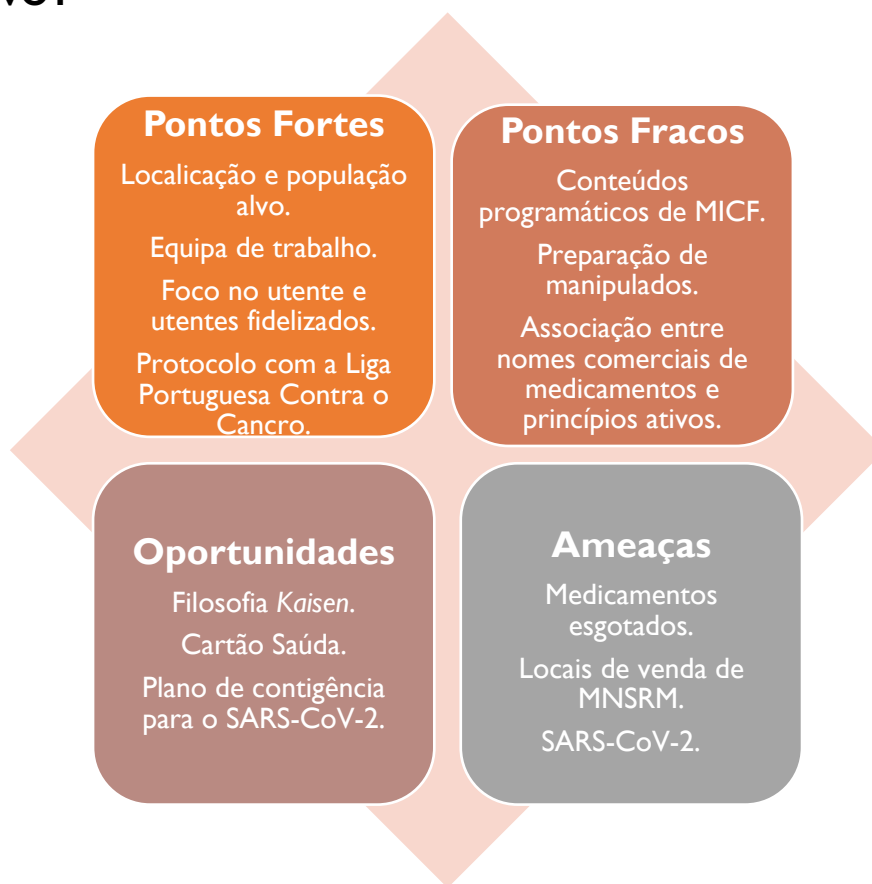 Pontos Fortes
Localicação e população
alvo.
Equipa de trabalho.
Foco no utente e
utentes fidelizados.
Protocolo com a Liga
Portuguesa Contra o
Cancro.
Pontos Fracos
Conteúdos
programáticos de MICF.
Preparação de
manipulados.
Associação entre
nomes comerciais de
medicamentos e
princípios ativos.
Oportunidades
Filosofia Kaisen.
Cartão Saúda.
Plano de contigência
para o SARS-CoV-2.
Ameaças
Medicamentos
esgotados.
Locais de venda de
MNSRM.
SARS-CoV-2.